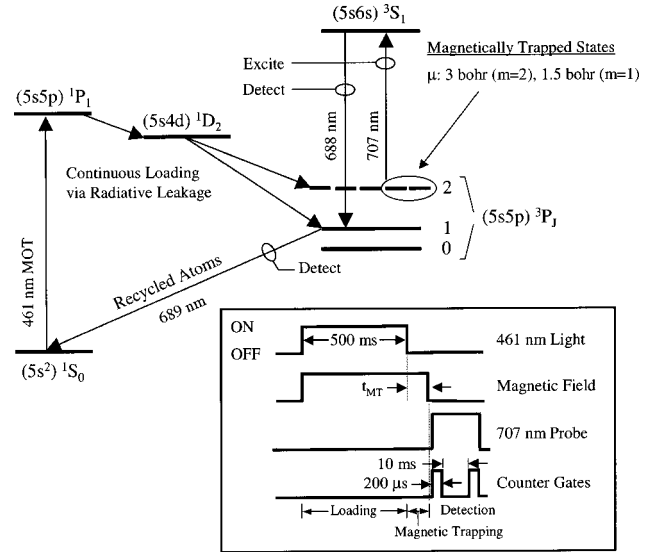 (5s6s) ³S₁
Magnetically Trapped States
μ: 3 bohr (m=2), 1.5 bohr (m=1)
Excite
Detect
(5s5p) ¹P₁
(5s4d) ¹D₂
688 nm
707 nm
Continuous Loading
via Radiative Leakage
2
1
0
(5s5p) ³P_J
461 nm MOT
Recycled Atoms
689 nm
Detect
(5s²) ¹S₀
ON
OFF
500 ms
461 nm Light
t_MT
Magnetic Field
707 nm Probe
10 ms
200 μs
Counter Gates
Loading
Detection
Magnetic Trapping